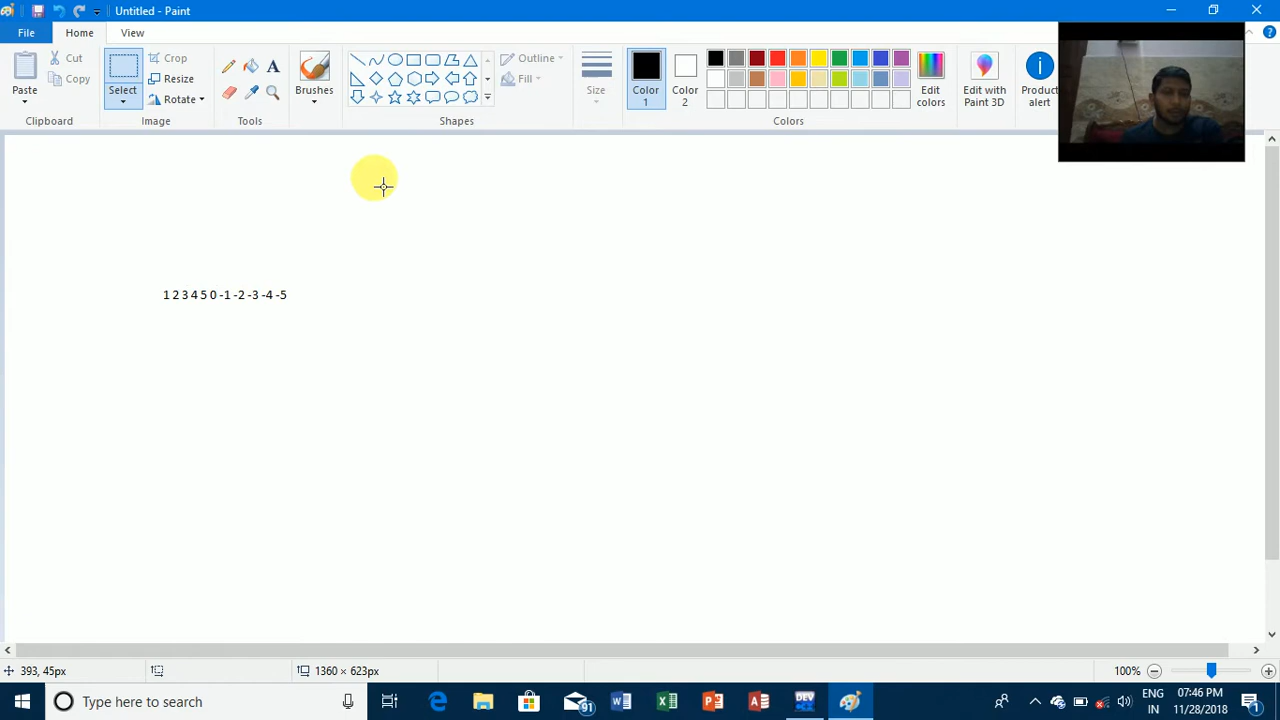 Untitled - Paint
File
Home
View
Paste
Cut
Copy
Clipboard
Select
Crop
Resize
Rotate
Image
A
Tools
Brushes
Shapes
Outline
Fill
Size
Color 1
Color 2
Edit colors
Colors
Edit with Paint 3D
Product alert
1 2 3 4 5 0 -1 -2 -3 -4 -5
393, 45px
1360 × 623px
100%
Type here to search
91
DEV
ENG
IN
07:46 PM
11/28/2018
1